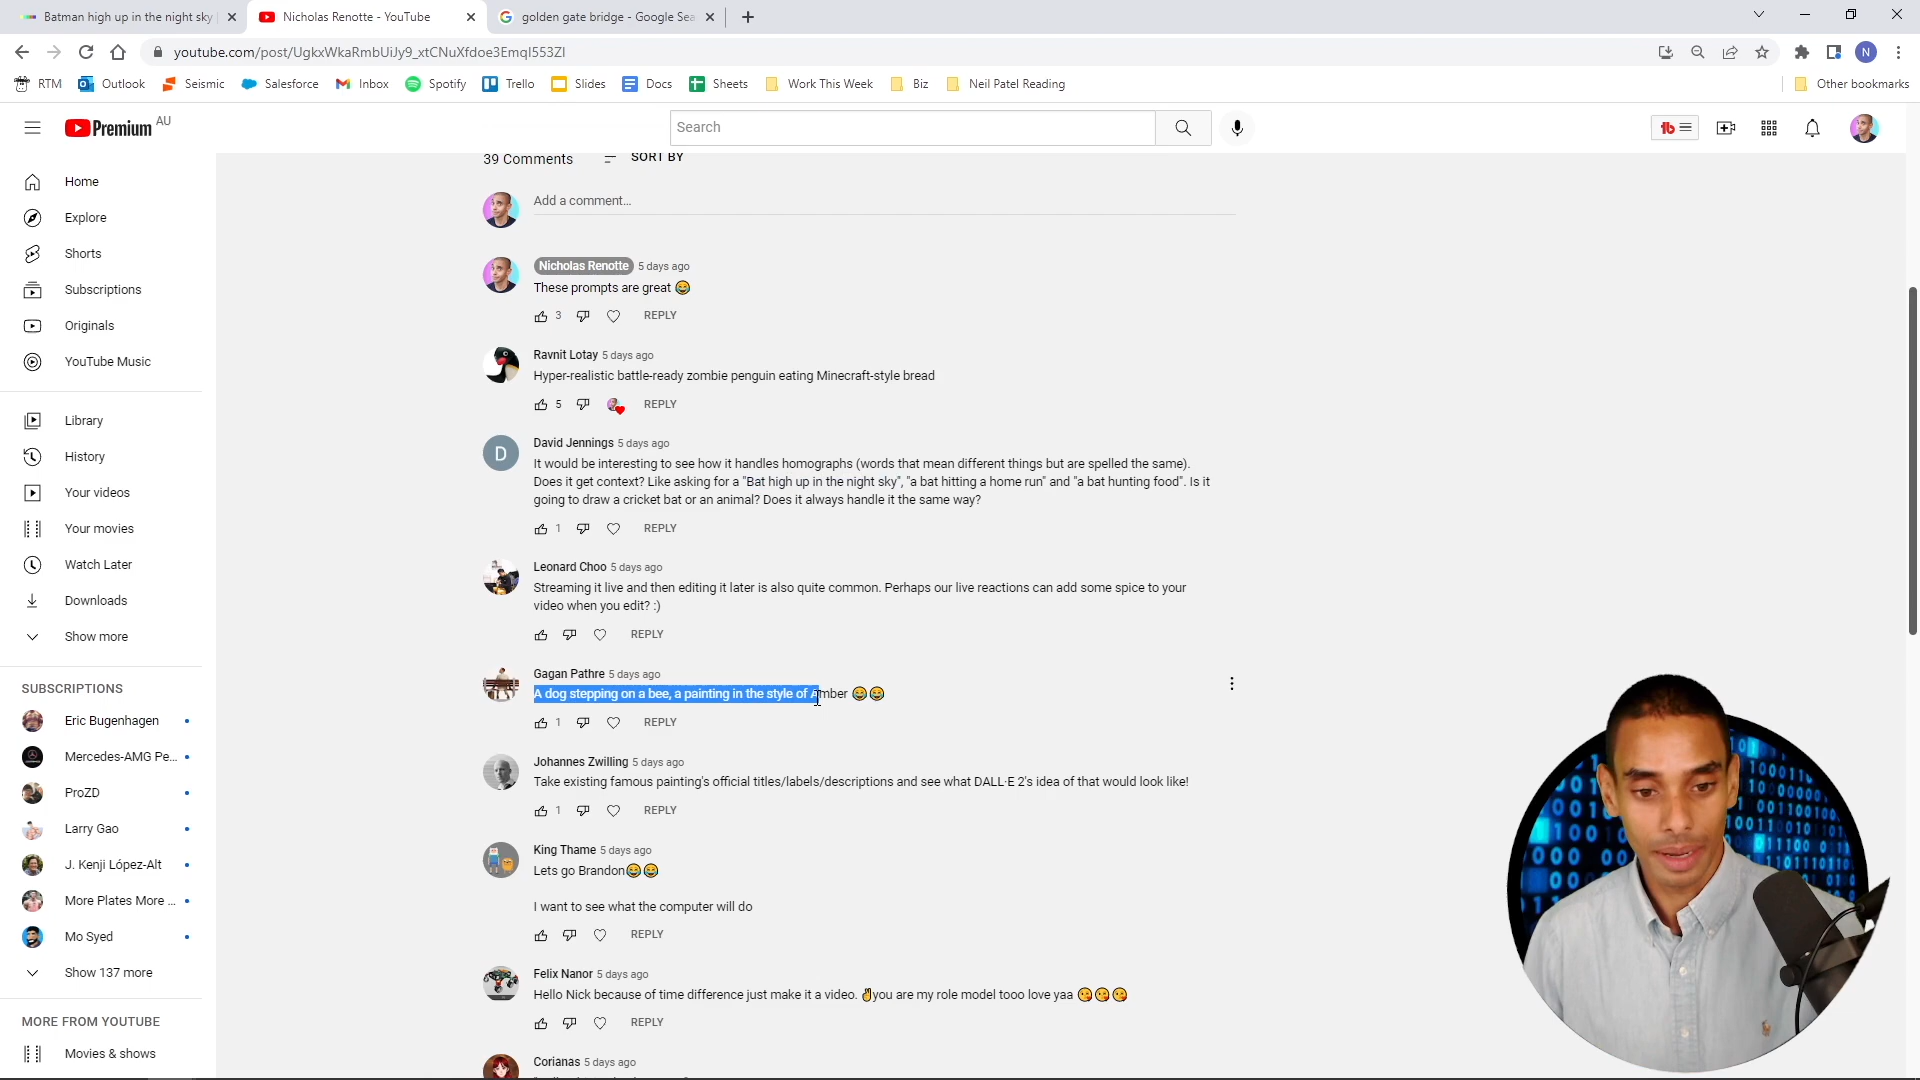 Batman high up in the night sky
Nicholas Renotte - YouTube
golden gate bridge - Google Sea
youtube.com/post/UgkxWkaRmbUiJy9_xtCNuXfdoe3EmqI553ZI
N
RTM
Outlook
Seismic
Salesforce
Inbox
Spotify
Trello
Slides
Docs
Sheets
Work This Week
Biz
Neil Patel Reading
Other bookmarks
Premium AU
Search
tb
Home
Explore
Shorts
Subscriptions
Originals
YouTube Music
Library
History
Your videos
Your movies
Watch Later
Downloads
Show more
SUBSCRIPTIONS
Eric Bugenhagen
Mercedes-AMG Pe...
ProZD
Larry Gao
J. Kenji López-Alt
More Plates More ...
Mo Syed
Show 137 more
MORE FROM YOUTUBE
Movies & shows
39 Comments SORT BY
Add a comment...
Nicholas Renotte 5 days ago
These prompts are great 😂
3 REPLY
Ravnit Lotay 5 days ago
Hyper-realistic battle-ready zombie penguin eating Minecraft-style bread
5 REPLY
D
David Jennings 5 days ago
It would be interesting to see how it handles homographs (words that mean different things but are spelled the same).
Does it get context? Like asking for a "Bat high up in the night sky", "a bat hitting a home run" and "a bat hunting food". Is it
going to draw a cricket bat or an animal? Does it always handle it the same way?
1 REPLY
Leonard Choo 5 days ago
Streaming it live and then editing it later is also quite common. Perhaps our live reactions can add some spice to your
video when you edit? :)
REPLY
Gagan Pathre 5 days ago
A dog stepping on a bee, a painting in the style of Amber 😂😂
1 REPLY
Johannes Zwilling 5 days ago
Take existing famous painting's official titles/labels/descriptions and see what DALL·E 2's idea of that would look like!
1 REPLY
King Thame 5 days ago
Lets go Brandon😂😂
I want to see what the computer will do
REPLY
Felix Nanor 5 days ago
Hello Nick because of time difference just make it a video. ✌you are my role model tooo love yaa 😘😘😘
REPLY
Corianas 5 days ago